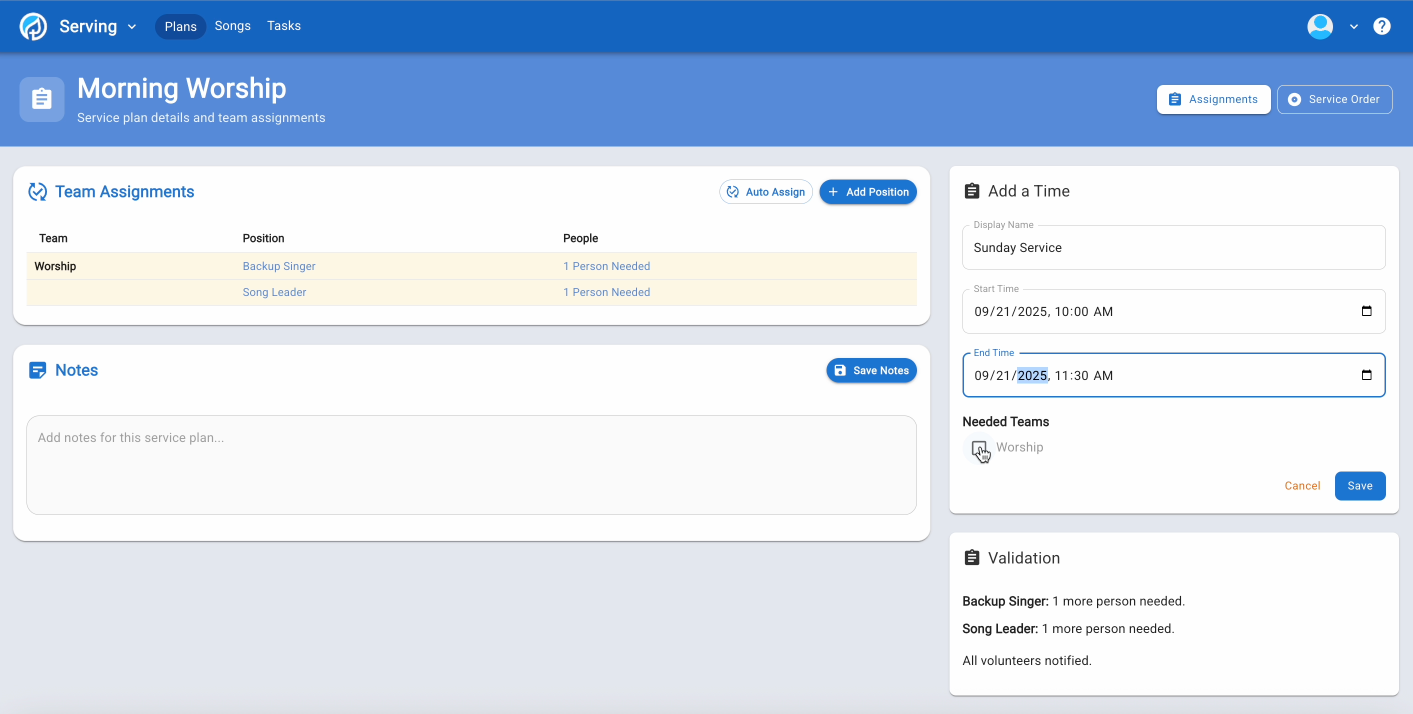 Serving Plans Songs Tasks
Morning Worship
Service plan details and team assignments
Assignments Service Order
Team Assignments
Auto Assign Add Position
Team Position People
Worship Backup Singer 1 Person Needed
Song Leader 1 Person Needed
Notes
Save Notes
Add notes for this service plan...
Add a Time
Display Name
Sunday Service
Start Time
09/21/2025, 10:00 AM
End Time
09/21/2025, 11:30 AM
Needed Teams
Worship
Cancel Save
Validation
Backup Singer: 1 more person needed.
Song Leader: 1 more person needed.
All volunteers notified.